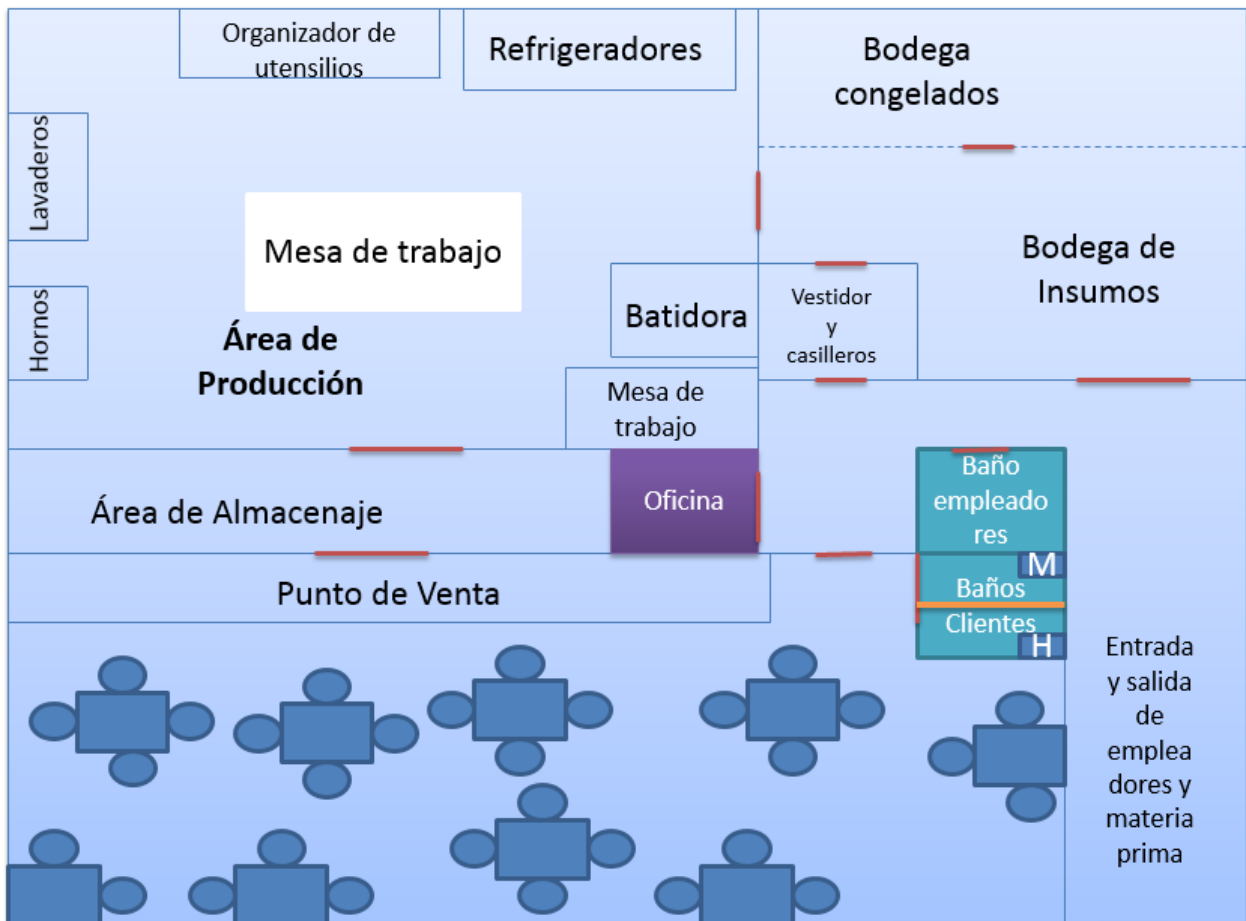 Organizador de
utensilios
Refrigeradores
Bodega
congelados
Lavaderos
Mesa de trabajo
Bodega de
Insumos
Hornos
Batidora
Vestidor
y
casilleros
Área de
Producción
Mesa de
trabajo
Área de Almacenaje
Oficina
Baño
empleado
res
Punto de Venta
M
Baños
Clientes
H
Entrada
y salida
de
emplea
dores y
materia
prima